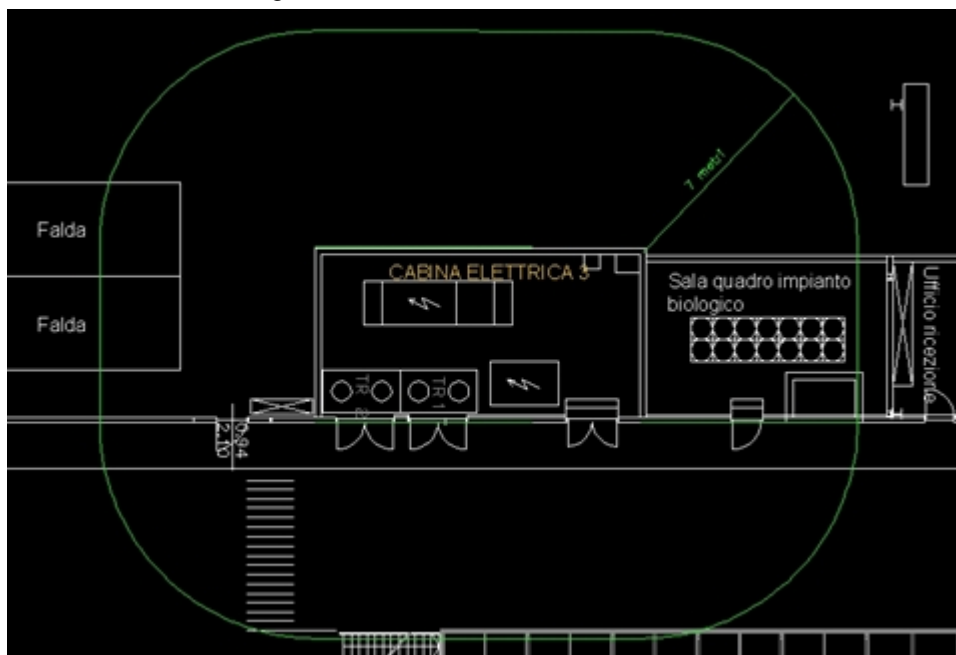 7 metri
Falda
CABINA ELETTRICA 3
Sala quadro impianto
biologico
Ufficio ricezione
Falda
TR 2
TR 1
0.94
2.10